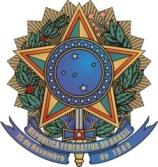 REPÚBLICA FEDERATIVA DO BRASIL
15 de Novembro de 1889